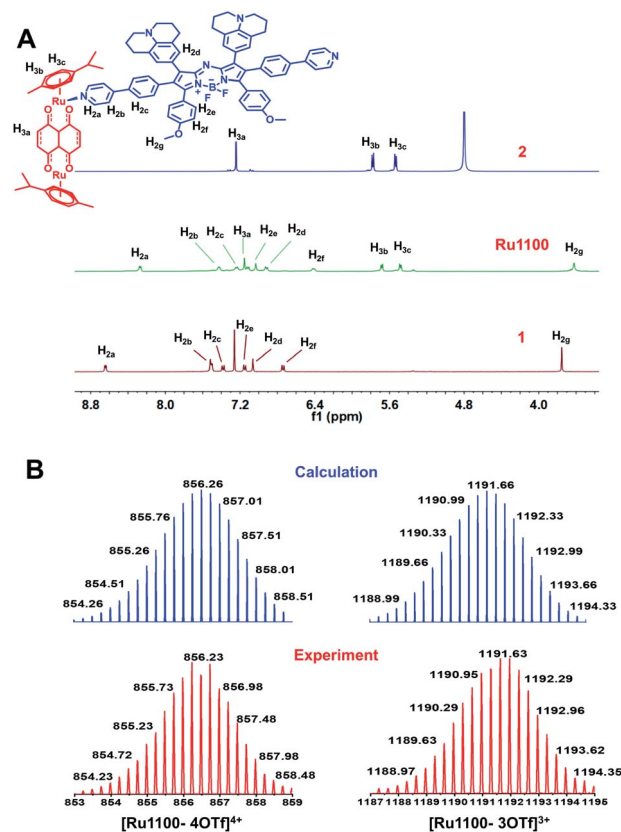 A
H3b
H3c
H2d
Ru
N
H2a
H2b
H2c
H3a
O
O
O
O
Ru
N
N
N
N
N+
B-
F
F
N
H2e
H2f
O
H2g
O
H3a
H3b
H3c
2
H2a
H2b
H2c
H3a
H2e
H2d
H2f
H3b
H3c
Ru1100
H2g
H2a
H2b
H2c
H2e
H2d
H2f
1
H2g
8.8 8.0 7.2 6.4 5.6 4.8 4.0
f1 (ppm)
B
Calculation
856.26
857.01
855.76
857.51
855.26
858.01
854.51
854.26
858.51
1191.66
1190.99
1192.33
1190.33
1192.99
1189.66
1193.66
1188.99
1194.33
Experiment
856.23
855.73
856.98
855.23
857.48
854.72
857.98
854.23
858.48
1191.63
1190.95
1192.29
1190.29
1192.96
1189.63
1193.62
1188.97
1194.35
853 854 855 856 857 858 859
1187 1188 1189 1190 1191 1192 1193 1194 1195 1196
[Ru1100- 4OTf]4+
[Ru1100- 3OTf]3+